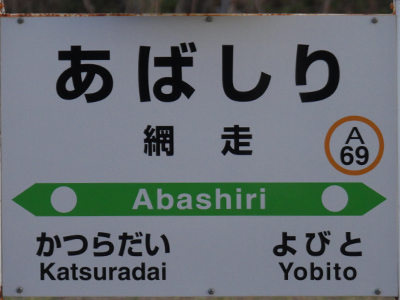 あばしり
網走
A
69
Abashiri
かつらだい
Katsuradai
よびと
Yobito